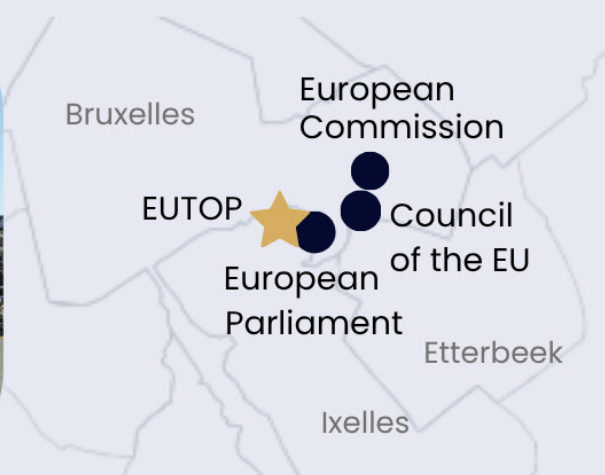 European
Commission
Bruxelles
EUTOP
Council
of the EU
European
Parliament
Etterbeek
Ixelles